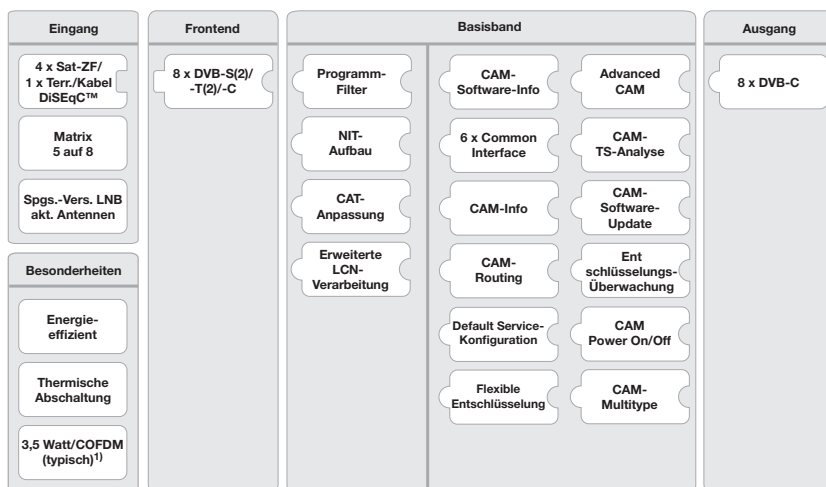 Eingang
4 x Sat-ZF/
1 x Terr./Kabel
DiSEqC™
Matrix
5 auf 8
Spgs.-Vers. LNB
akt. Antennen
Besonderheiten
Energie-
effizient
Thermische
Abschaltung
3,5 Watt/COFDM
(typisch)1)
Frontend
8 x DVB-S(2)/
-T(2)/-C
Basisband
Programm-
Filter
NIT-
Aufbau
CAT-
Anpassung
Erweiterte
LCN-
Verarbeitung
CAM-
Software-Info
6 x Common
Interface
CAM-Info
CAM-
Routing
Default Service-
Konfiguration
Flexible
Entschlüsselung
Advanced
CAM
CAM-
TS-Analyse
CAM-
Software-
Update
Ent
schlüsselungs-
Überwachung
CAM
Power On/Off
CAM-
Multitype
Ausgang
8 x DVB-C